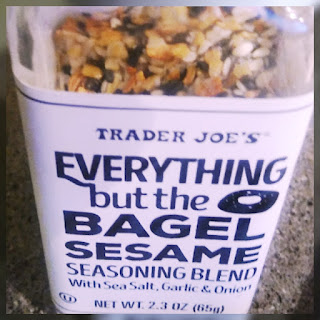 TRADER JOE'S
EVERYTHING
but the
BAGEL
SESAME
SEASONING BLEND
With Sea Salt, Garlic & Onion
U
NET WT. 2.3 OZ (65g)